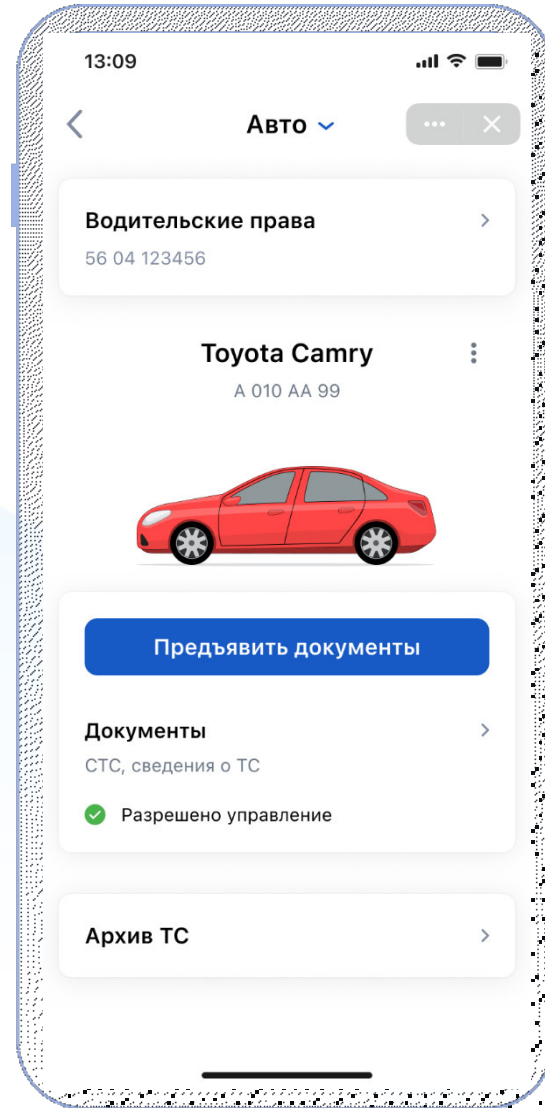 13:09
Авто
Водительские права
56 04 123456
Toyota Camry
А 010 АА 99
Предъявить документы
Документы
СТС, сведения о ТС
Разрешено управление
Архив ТС